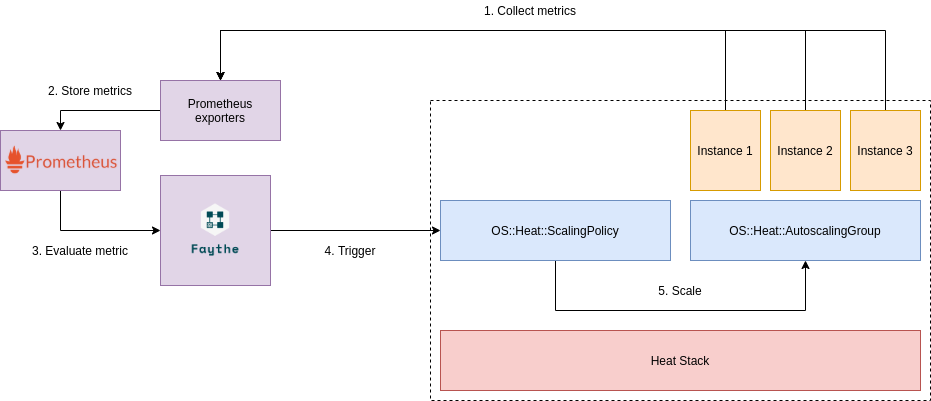 1. Collect metrics
2. Store metrics
Prometheus
exporters
Prometheus
Instance 1
Instance 2
Instance 3
Faythe
OS::Heat::ScalingPolicy
OS::Heat::AutoscalingGroup
3. Evaluate metric
4. Trigger
5. Scale
Heat Stack